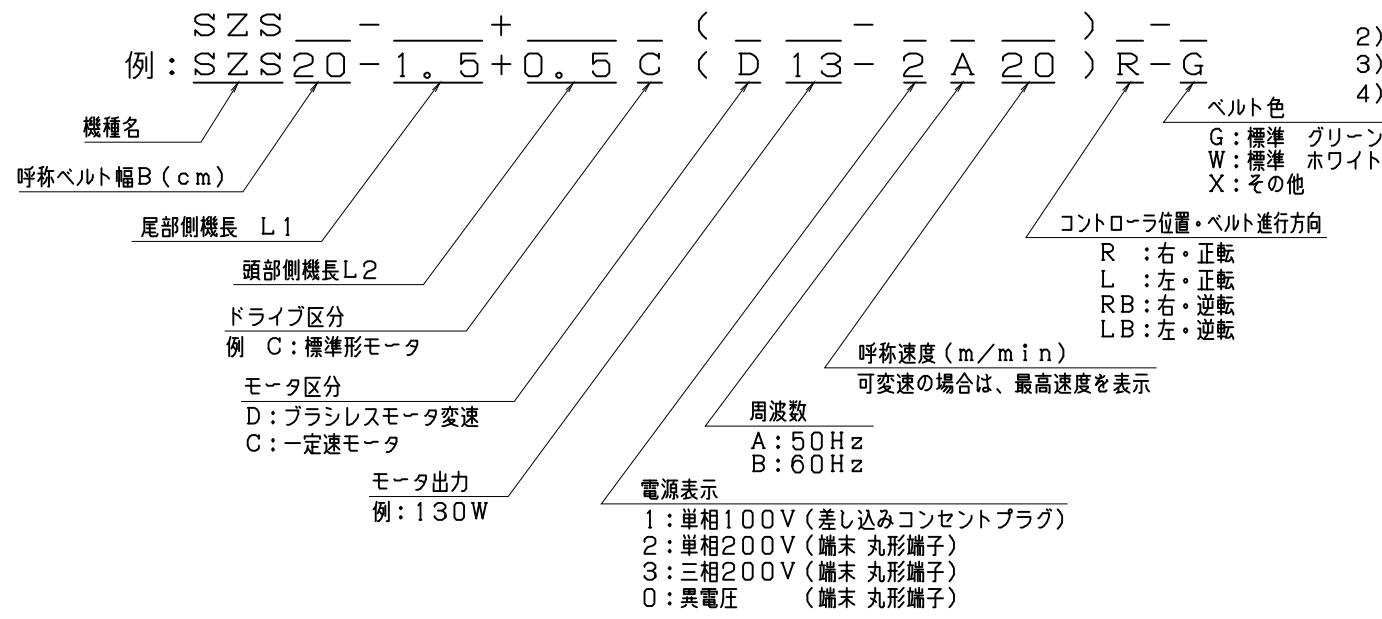 SZS __-____+____ _ (_ __-_ _ __)_-_
例：SZS20-1.5+0.5C(D13-2A20)R-G
2)
3)
4)
機種名
呼称ベルト幅B(cm)
尾部側機長 L1
頭部側機長L2
ドライブ区分
例 C：標準形モータ
モータ区分
D：ブラシレスモータ変速
C：一定速モータ
モータ出力
例：130W
電源表示
1：単相100V(差し込みコンセントプラグ)
2：単相200V(端末 丸形端子)
3：三相200V(端末 丸形端子)
0：異電圧 (端末 丸形端子)
周波数
A：50Hz
B：60Hz
呼称速度(m/min)
可変速の場合は、最高速度を表示
コントローラ位置・ベルト進行方向
R ：右・正転
L ：左・正転
RB：右・逆転
LB：左・逆転
ベルト色
G：標準 グリーン
W：標準 ホワイト
X：その他